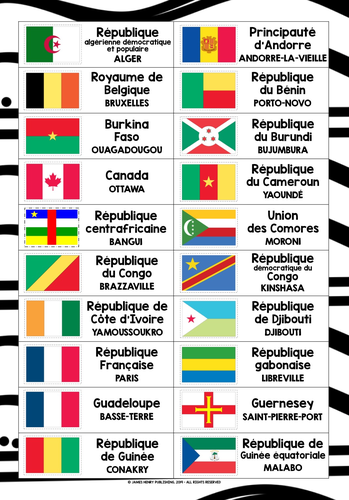 République
algérienne démocratique
et populaire
ALGER
Principauté
d'Andorre
ANDORRE-LA-VIEILLE
Royaume de
Belgique
BRUXELLES
République
du Bénin
PORTO-NOVO
Burkina
Faso
OUAGADOUGOU
République
du Burundi
BUJUMBURA
Canada
OTTAWA
République
du Cameroun
YAOUNDÉ
République
centrafricaine
BANGUI
Union
des Comores
MORONI
République
du Congo
BRAZZAVILLE
République
démocratique du
Congo
KINSHASA
République de
Côte d'Ivoire
YAMOUSSOUKRO
République
de Djibouti
DJIBOUTI
République
Française
PARIS
République
gabonaise
LIBREVILLE
Guadeloupe
BASSE-TERRE
Guernesey
SAINT-PIERRE-PORT
République
de Guinée
CONAKRY
République de
Guinée équatoriale
MALABO
© JAMES HENRY PUBLISHING 2019 - ALL RIGHTS RESERVED